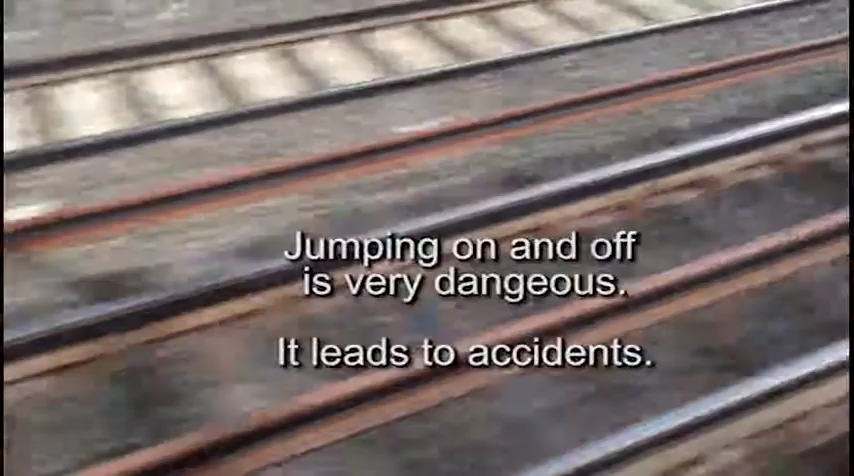 Jumping on and off
is very dangeous.
It leads to accidents.